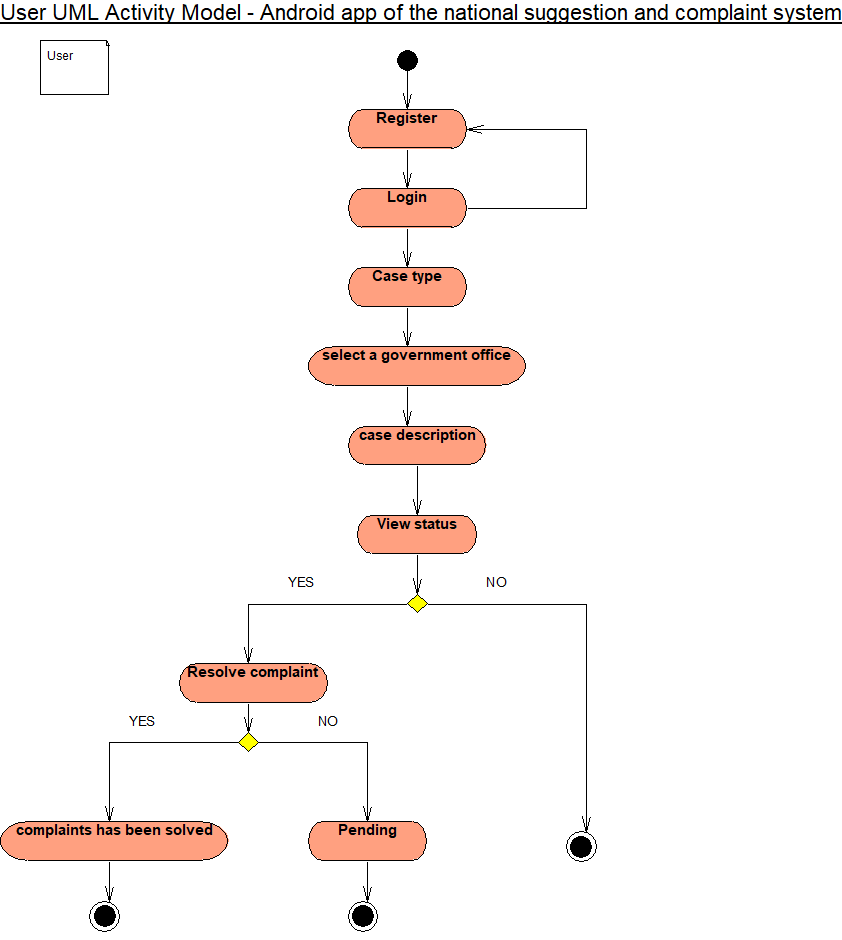 User UML Activity Model - Android app of the national suggestion and complaint system
User
Register
Login
Case type
select a government office
case description
View status
YES
NO
Resolve complaint
YES
NO
complaints has been solved
Pending